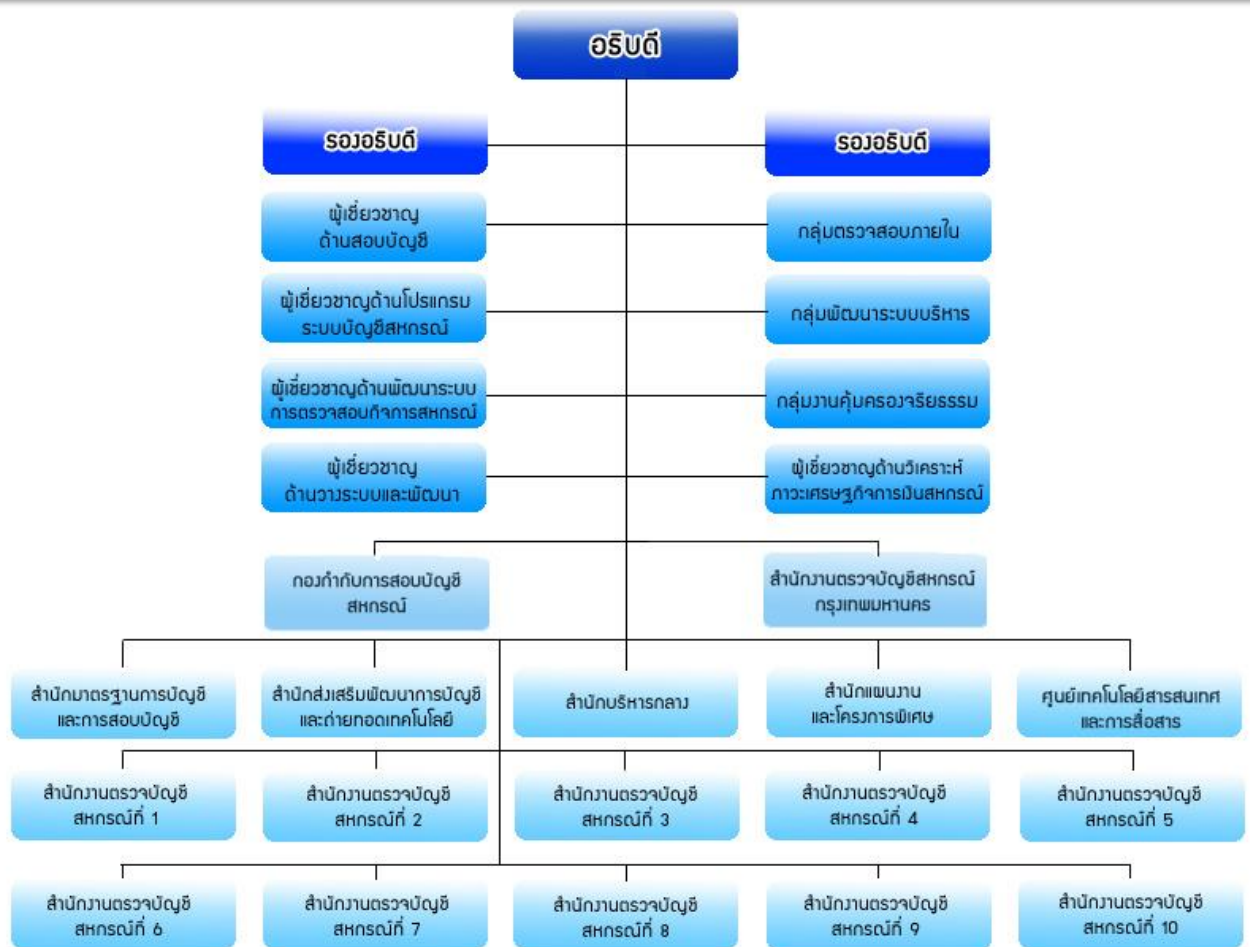 อธิบดี
รองอธิบดี
รองอธิบดี
ผู้เชี่ยวชาญ
ด้านสอบบัญชี
กลุ่มตรวจสอบภายใน
ผู้เชี่ยวชาญด้านโปรแกรม
ระบบบัญชีสหกรณ์
กลุ่มพัฒนาระบบบริหาร
ผู้เชี่ยวชาญด้านพัฒนาระบบ
การตรวจสอบกิจการสหกรณ์
กลุ่มงานคุ้มครองจริยธรรม
ผู้เชี่ยวชาญ
ด้านวางระบบและพัฒนา
ผู้เชี่ยวชาญด้านวิเคราะห์
ภาวะเศรษฐกิจการเงินสหกรณ์
กองกำกับการสอบบัญชี
สหกรณ์
สำนักงานตรวจบัญชีสหกรณ์
กรุงเทพมหานคร
สำนักมาตรฐานการบัญชี
และการสอบบัญชี
สำนักส่งเสริมพัฒนาการบัญชี
และถ่ายทอดเทคโนโลยี
สำนักบริหารกลาง
สำนักแผนงาน
และโครงการพิเศษ
ศูนย์เทคโนโลยีสารสนเทศ
และการสื่อสาร
สำนักงานตรวจบัญชี
สหกรณ์ที่ 1
สำนักงานตรวจบัญชี
สหกรณ์ที่ 2
สำนักงานตรวจบัญชี
สหกรณ์ที่ 3
สำนักงานตรวจบัญชี
สหกรณ์ที่ 4
สำนักงานตรวจบัญชี
สหกรณ์ที่ 5
สำนักงานตรวจบัญชี
สหกรณ์ที่ 6
สำนักงานตรวจบัญชี
สหกรณ์ที่ 7
สำนักงานตรวจบัญชี
สหกรณ์ที่ 8
สำนักงานตรวจบัญชี
สหกรณ์ที่ 9
สำนักงานตรวจบัญชี
สหกรณ์ที่ 10